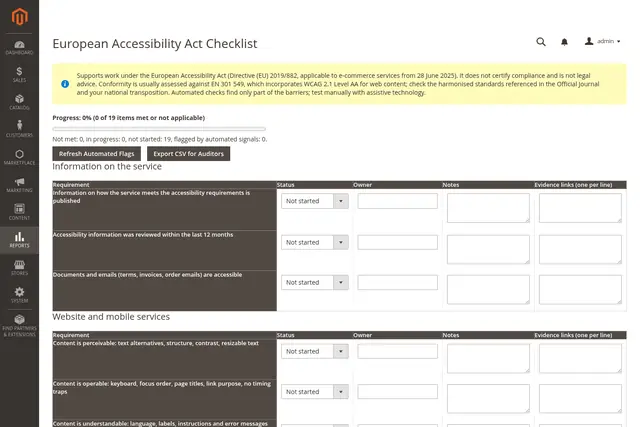 DASHBOARD
SALES
CATALOG
CUSTOMERS
MARKETPLACE
MARKETING
CONTENT
REPORTS
STORES
SYSTEM
FIND PARTNERS
& EXTENSIONS
European Accessibility Act Checklist
admin
Supports work under the European Accessibility Act (Directive (EU) 2019/882, applicable to e-commerce services from 28 June 2025). It does not certify compliance and is not legal
advice. Conformity is usually assessed against EN 301 549, which incorporates WCAG 2.1 Level AA for web content; check the harmonised standards referenced in the Official Journal
and your national transposition. Automated checks find only part of the barriers; test manually with assistive technology.
Progress: 0% (0 of 19 items met or not applicable)
Not met: 0, in progress: 0, not started: 19, flagged by automated signals: 0.
Refresh Automated Flags Export CSV for Auditors
Information on the service
Requirement Status Owner Notes Evidence links (one per line)
Information on how the service meets the accessibility requirements is
published
Not started
Accessibility information was reviewed within the last 12 months
Not started
Documents and emails (terms, invoices, order emails) are accessible
Not started
Website and mobile services
Requirement Status Owner Notes Evidence links (one per line)
Content is perceivable: text alternatives, structure, contrast, resizable text
Not started
Content is operable: keyboard, focus order, page titles, link purpose, no timing
traps
Not started
Content is understandable: language, labels, instructions and error messages